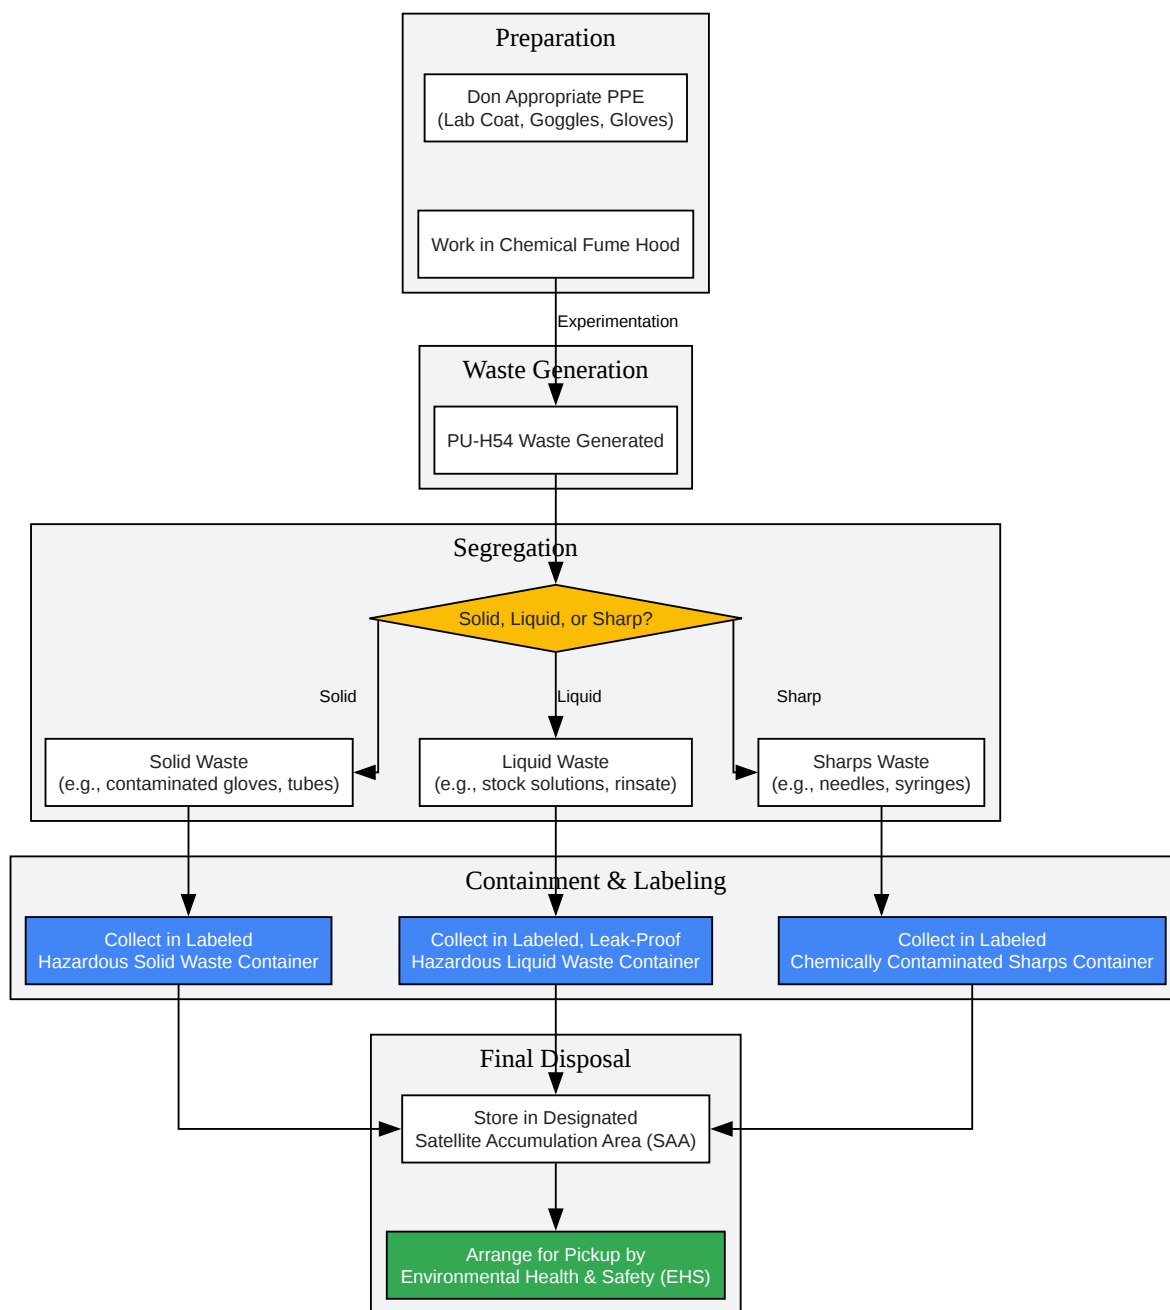 Preparation
Don Appropriate PPE
(Lab Coat, Goggles, Gloves)
Work in Chemical Fume Hood
Experimentation
Waste Generation
PU-H54 Waste Generated
Segregation
Solid, Liquid, or Sharp?
Solid
Liquid
Sharp
Solid Waste
(e.g., contaminated gloves, tubes)
Liquid Waste
(e.g., stock solutions, rinsate)
Sharps Waste
(e.g., needles, syringes)
Containment & Labeling
Collect in Labeled
Hazardous Solid Waste Container
Collect in Labeled, Leak-Proof
Hazardous Liquid Waste Container
Collect in Labeled
Chemically Contaminated Sharps Container
Final Disposal
Store in Designated
Satellite Accumulation Area (SAA)
Arrange for Pickup by
Environmental Health & Safety (EHS)